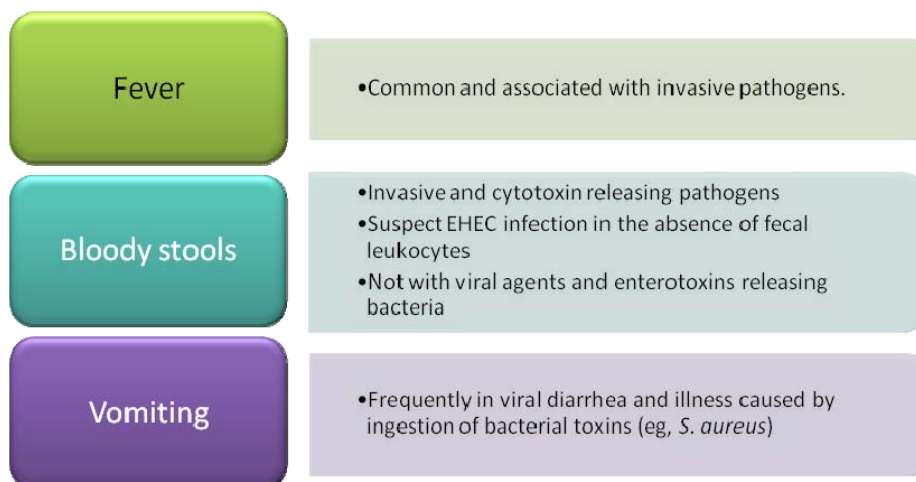 Fever
•Common and associated with invasive pathogens.
Bloody stools
•Invasive and cytotoxin releasing pathogens
•Suspect EHEC infection in the absence of fecal
leukocytes
•Not with viral agents and enterotoxins releasing
bacteria
Vomiting
•Frequently in viral diarrhea and illness caused by
ingestion of bacterial toxins (eg, S. aureus)